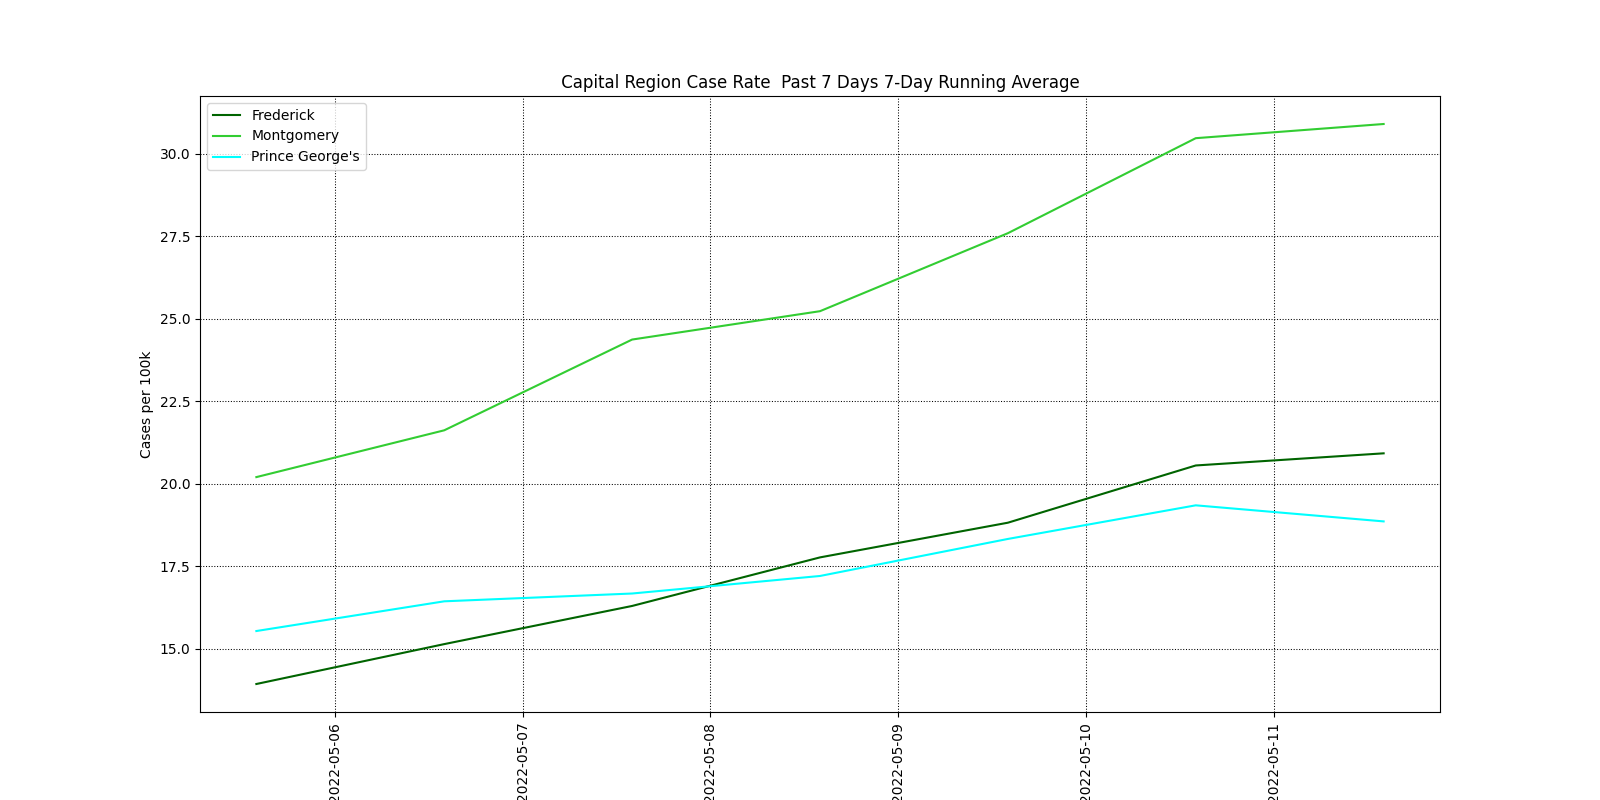 Capital Region Case Rate  Past 7 Days 7-Day Running Average
Frederick
Montgomery
Prince George's
30.0
27.5
25.0
22.5
20.0
17.5
15.0
Cases per 100k
2022-05-06
2022-05-07
2022-05-08
2022-05-09
2022-05-10
2022-05-11